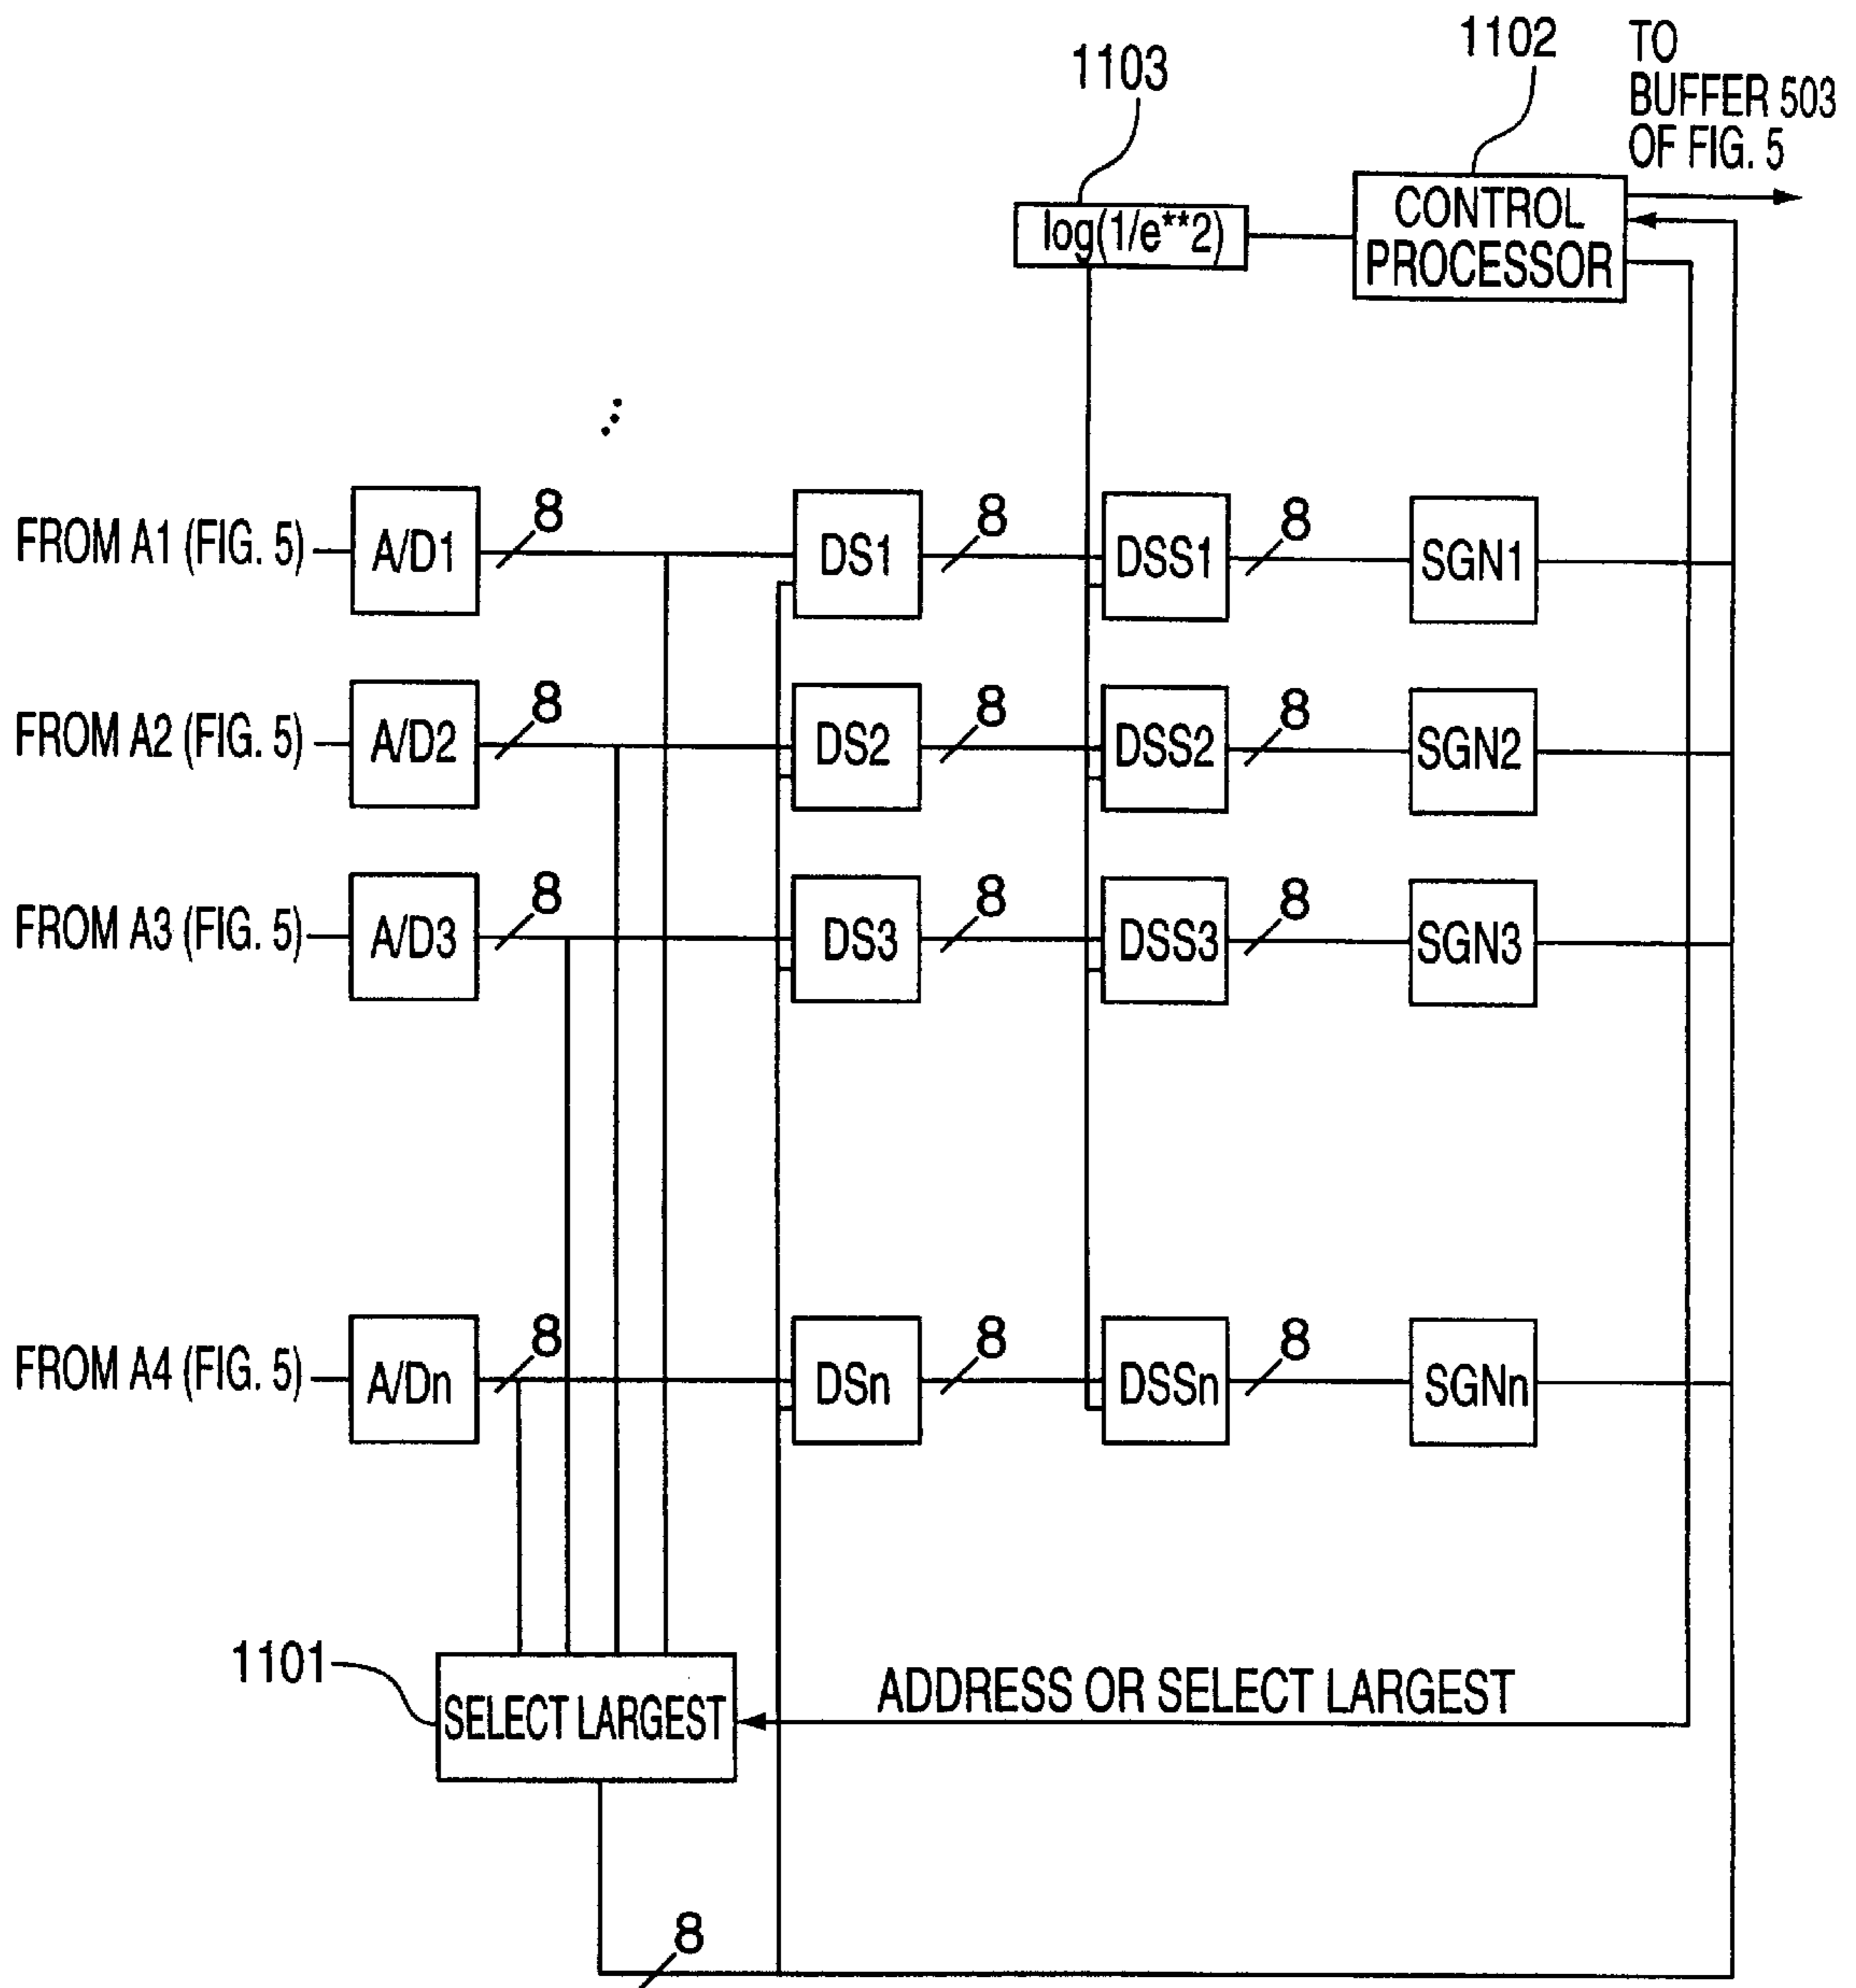 1102
TO
BUFFER 503
OF FIG. 5
1103
CONTROL
PROCESSOR
log(1/e**2)
FROM A1 (FIG. 5)
A/D1
8
DS1
8
DSS1
8
SGN1
FROM A2 (FIG. 5)
A/D2
8
DS2
8
DSS2
8
SGN2
FROM A3 (FIG. 5)
A/D3
8
DS3
8
DSS3
8
SGN3
FROM A4 (FIG. 5)
A/Dn
8
DSn
8
DSSn
8
SGNn
1101
SELECT LARGEST
ADDRESS OR SELECT LARGEST
8